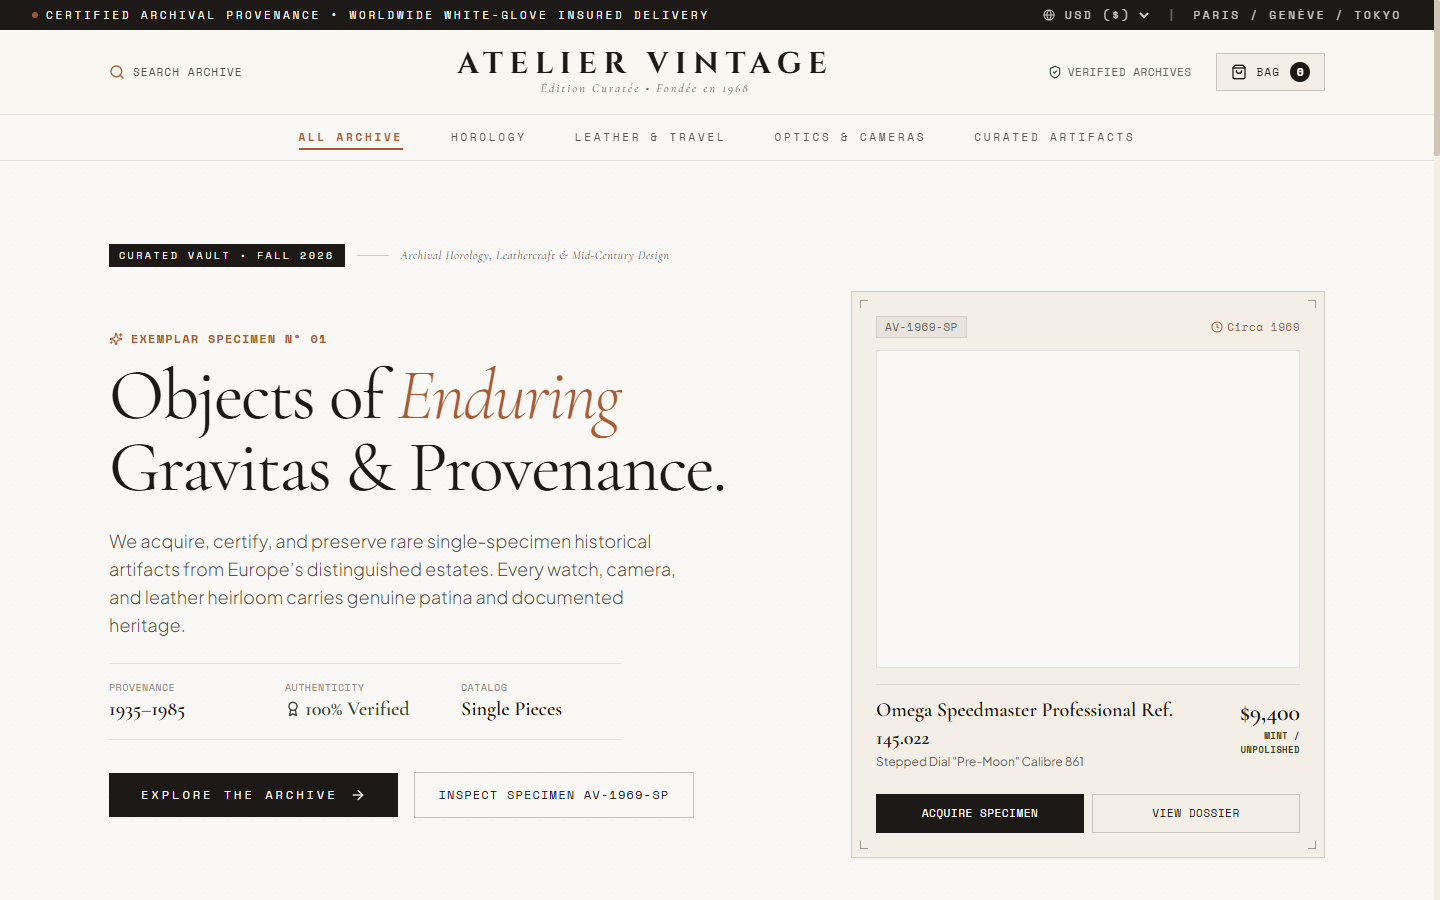 CERTIFIED ARCHIVAL PROVENANCE • WORLDWIDE WHITE-GLOVE INSURED DELIVERY
USD ($) | PARIS / GENÈVE / TOKYO
SEARCH ARCHIVE
ATELIER VINTAGE
Édition Curatée • Fondée en 1968
VERIFIED ARCHIVES
BAG 0
ALL ARCHIVE
HOROLOGY
LEATHER & TRAVEL
OPTICS & CAMERAS
CURATED ARTIFACTS
CURATED VAULT • FALL 2026
Archival Horology, Leathercraft & Mid-Century Design
EXEMPLAR SPECIMEN N° 01
Objects of Enduring
Gravitas & Provenance.
We acquire, certify, and preserve rare single-specimen historical
artifacts from Europe's distinguished estates. Every watch, camera,
and leather heirloom carries genuine patina and documented
heritage.
PROVENANCE
1935–1985
AUTHENTICITY
100% Verified
CATALOG
Single Pieces
EXPLORE THE ARCHIVE
INSPECT SPECIMEN AV-1969-SP
AV-1969-SP
Circa 1969
Omega Speedmaster Professional Ref.
145.022
Stepped Dial "Pre-Moon" Calibre 861
$9,400
MINT /
UNPOLISHED
ACQUIRE SPECIMEN
VIEW DOSSIER